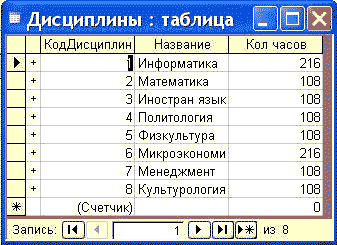 Дисциплины : таблица
КодДисциплин Название Кол часов
1 Информатика 216
2 Математика 108
3 Иностран язык 108
4 Политология 108
5 Физкультура 108
6 Микроэкономи 216
7 Менеджмент 108
8 Культурология 108
(Счетчик) 0
Запись: 1 из 8